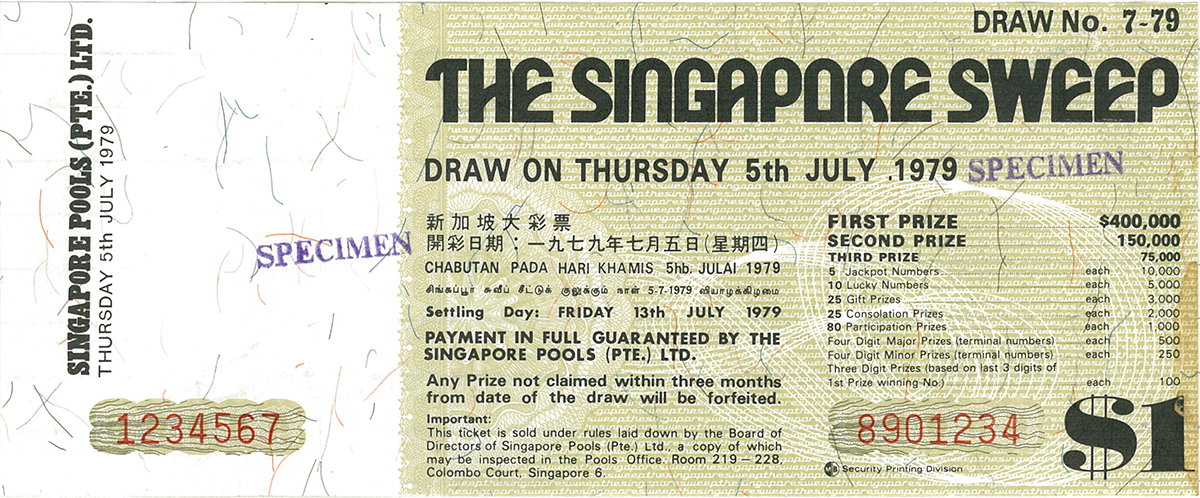 SINGAPORE POOLS (PTE.) LTD.
THURSDAY 5th JULY 1979
SPECIMEN
1234567
DRAW No. 7-79
THE SINGAPORE SWEEP
DRAW ON THURSDAY 5th JULY .1979
SPECIMEN
新加坡大彩票
開彩日期：一九七九年七月五日(星期四)
CHABUTAN PADA HARI KHAMIS 5hb. JULAI 1979
சிங்கப்பூர் சுவீப் சீட்டுக் குலுக்கும் நாள் 5-7-1979 வியாழக்கிழமை
Settling Day: FRIDAY 13th JULY 1979
PAYMENT IN FULL GUARANTEED BY THE
SINGAPORE POOLS (PTE.) LTD.
Any Prize not claimed within three months
from date of the draw will be forfeited.
Important:
This ticket is sold under rules laid down by the Board of
Directors of Singapore Pools (Pte.) Ltd., a copy of which
may be inspected in the Pools Office, Room 219-228,
Colombo Court, Singapore 6.
FIRST PRIZE $400,000
SECOND PRIZE 150,000
THIRD PRIZE 75,000
5 Jackpot Numbers each 10,000
10 Lucky Numbers each 5,000
25 Gift Prizes each 3,000
25 Consolation Prizes each 2,000
80 Participation Prizes each 1,000
Four Digit Major Prizes (terminal numbers) each 500
Four Digit Minor Prizes (terminal numbers) each 250
Three Digit Prizes (based on last 3 digits of
1st Prize winning No.) each 100
8901234
$1
Security Printing Division